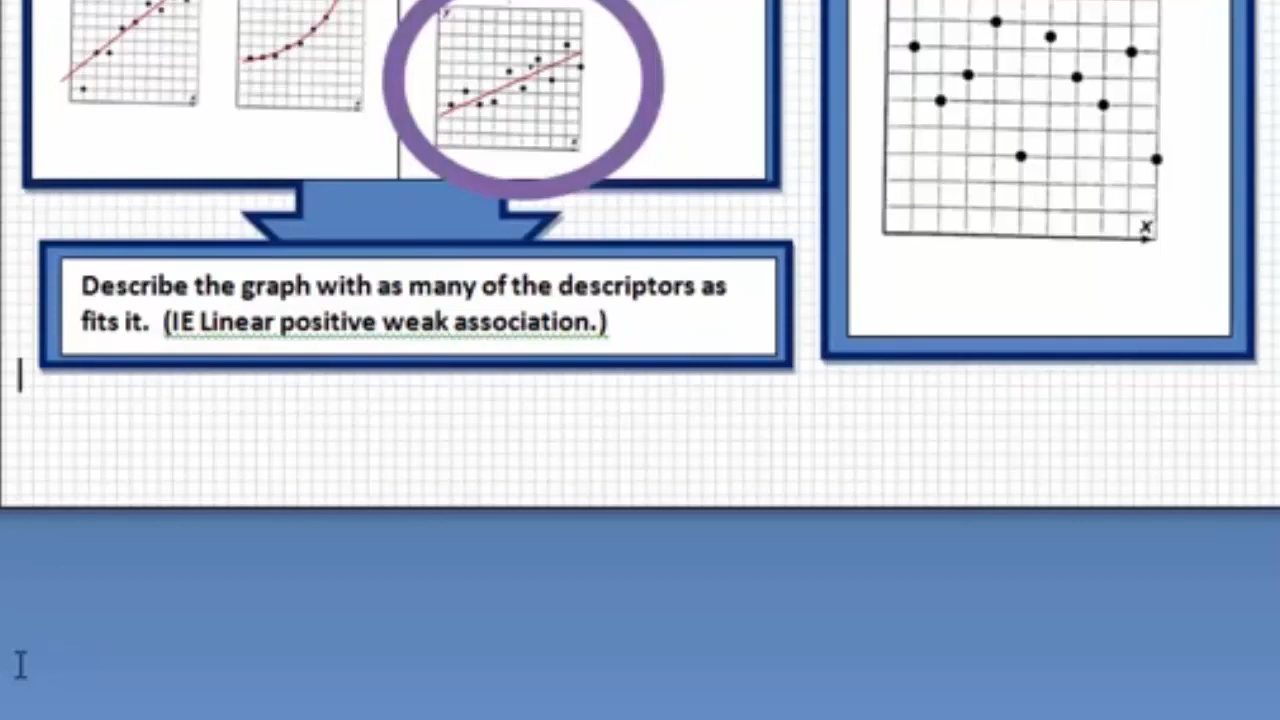 y
x
x
x
x
Describe the graph with as many of the descriptors as
fits it. (IE Linear positive weak association.)